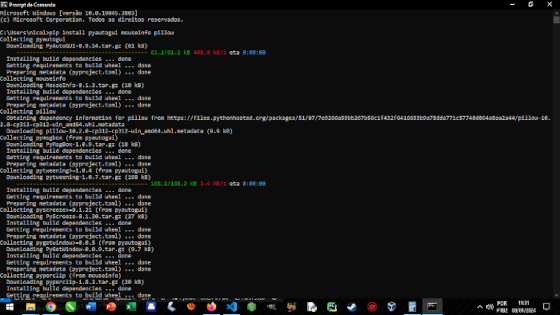 Prompt de Comando
Microsoft Windows [versão 10.0.19045.3803]
(c) Microsoft Corporation. Todos os direitos reservados.
C:\Users\nicol>pip install pyautogui mouseinfo pillow
Collecting pyautogui
Downloading PyAutoGUI-0.9.54.tar.gz (61 kB)
61.2/61.2 kB kB/s eta 0:00:00
Installing build dependencies ... done
Getting requirements to build wheel ... done
Preparing metadata (pyproject.toml) ... done
Collecting mouseinfo
Downloading MouseInfo-0.1.3.tar.gz (10 kB)
Installing build dependencies ... done
Getting requirements to build wheel ... done
Preparing metadata (pyproject.toml) ... done
Collecting pillow
Obtaining dependency information for pillow from
2.0-cp312-cp312-win_amd64.whl.metadata
Downloading pillow-10.2.0-cp312-cp312-win_amd64.whl.metadata (9.9 kB)
Collecting pymsgbox (from pyautogui)
Downloading PyMsgBox-1.0.9.tar.gz (18 kB)
Installing build dependencies ... done
Getting requirements to build wheel ... done
Preparing metadata (pyproject.toml) ... done
Collecting pytweening>=1.0.4 (from pyautogui)
Downloading pytweening-1.0.7.tar.gz (168 kB)
168.2/168.2 kB 1.4 MB/s eta 0:00:00
Installing build dependencies ... done
Getting requirements to build wheel ... done
Preparing metadata (pyproject.toml) ... done
Collecting pyscreeze>=0.1.21 (from pyautogui)
Downloading PyScreeze-0.1.30.tar.gz (27 kB)
Installing build dependencies ... done
Getting requirements to build wheel ... done
Preparing metadata (pyproject.toml) ... done
Collecting pygetwindow>=0.0.5 (from pyautogui)
Downloading PyGetWindow-0.0.9.tar.gz (9.7 kB)
Installing build dependencies ... done
Getting requirements to build wheel ... done
Preparing metadata (pyproject.toml) ... done
Collecting pyperclip (from mouseinfo)
Downloading pyperclip-1.8.2.tar.gz (20 kB)
Installing build dependencies ... done
Getting requirements to build wheel ... done
POR 11:31
PTB2 03/01/2024